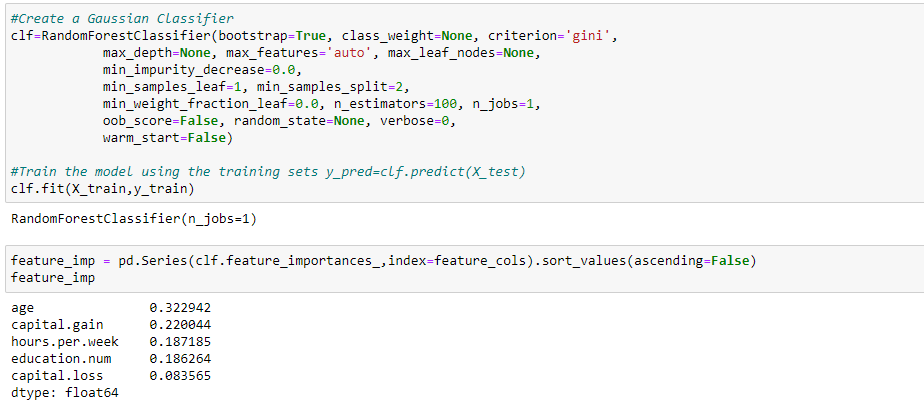 #Create a Gaussian Classifier
clf=RandomForestClassifier(bootstrap=True, class_weight=None, criterion='gini',
            max_depth=None, max_features='auto', max_leaf_nodes=None,
            min_impurity_decrease=0.0,
            min_samples_leaf=1, min_samples_split=2,
            min_weight_fraction_leaf=0.0, n_estimators=100, n_jobs=1,
            oob_score=False, random_state=None, verbose=0,
            warm_start=False)

#Train the model using the training sets y_pred=clf.predict(X_test)
clf.fit(X_train,y_train)
RandomForestClassifier(n_jobs=1)
feature_imp = pd.Series(clf.feature_importances_,index=feature_cols).sort_values(ascending=False)
feature_imp
age               0.322942
capital.gain      0.220044
hours.per.week    0.187185
education.num     0.186264
capital.loss      0.083565
dtype: float64